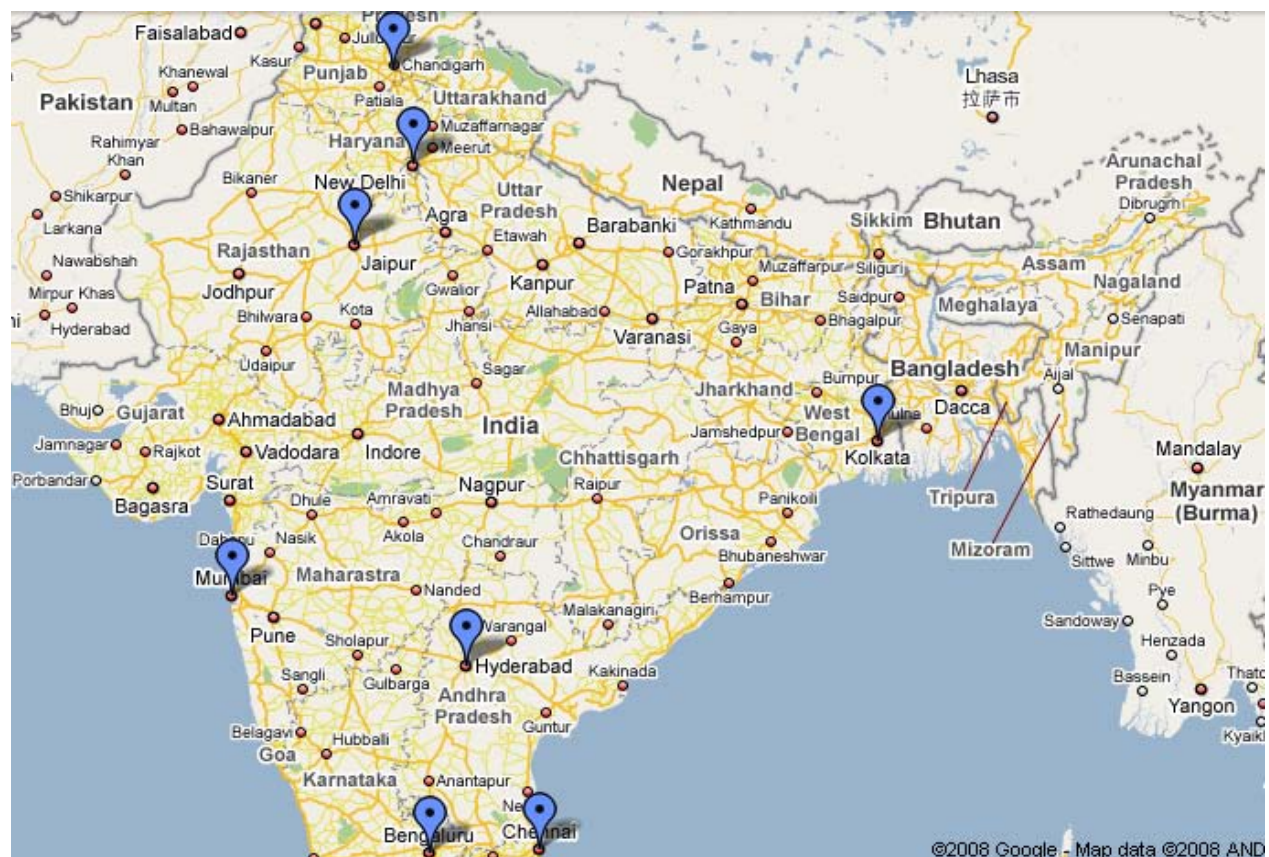 Pradesh
Faisalabad
Chandigarh
Kasur
Punjab
Khanewal
Pakistan
Multan
Patiala
Uttarakhand
Lhasa
拉萨市
Bahawalpur
Muzaffarnagar
Haryana
Meerut
Rahimyar
Khan
Arunachal
Pradesh
Bikaner
New Delhi
Nepal
Shikarpur
Uttar
Pradesh
Dibrugrh
Larkana
Agra
Barabanki
Kathmandu
Sikkim
Bhutan
Etawah
Rajasthan
Jaipur
Gorakhpur
Nawabshah
Muzaffarpur
Siliguri
Assam
Jodhpur
Gwalior
Kanpur
Patna
Nagaland
Mirpur Khas
Bihar
Saidpur
Meghalaya
Bhilwara
Kota
Jhansi
Allahabad
Bhagalpur
Senapati
Hyderabad
Varanasi
Gaya
Manipur
Udaipur
Sagar
Bangladesh
Aijal
Madhya
Pradesh
Jharkhand
Burnpur
Bhuj
Gujarat
Ahmadabad
India
West
Bengal
Dacca
Jamnagar
Rajkot
Vadodara
Indore
Jamshedpur
Kolkata
Mandalay
Chhattisgarh
Porbandar
Surat
Nagpur
Raipur
Tripura
Myanmar
(Burma)
Bagasra
Dhule
Amravati
Panikoili
Rathedaung
Nasik
Akola
Chandraur
Orissa
Mizoram
Bhubaneshwar
Sittwe
Minbu
Mumbai
Maharastra
Nanded
Berhampur
Pye
Malakanagiri
Sandoway
Pune
Sholapur
Warangal
Henzada
Sangli
Gulbarga
Hyderabad
Kakinada
Bassein
Andhra
Pradesh
Yangon
Belagavi
Hubballi
Guntur
Goa
Karnataka
Anantapur
Bengaluru
Chennai
©2008 Google - Map data ©2008 AND